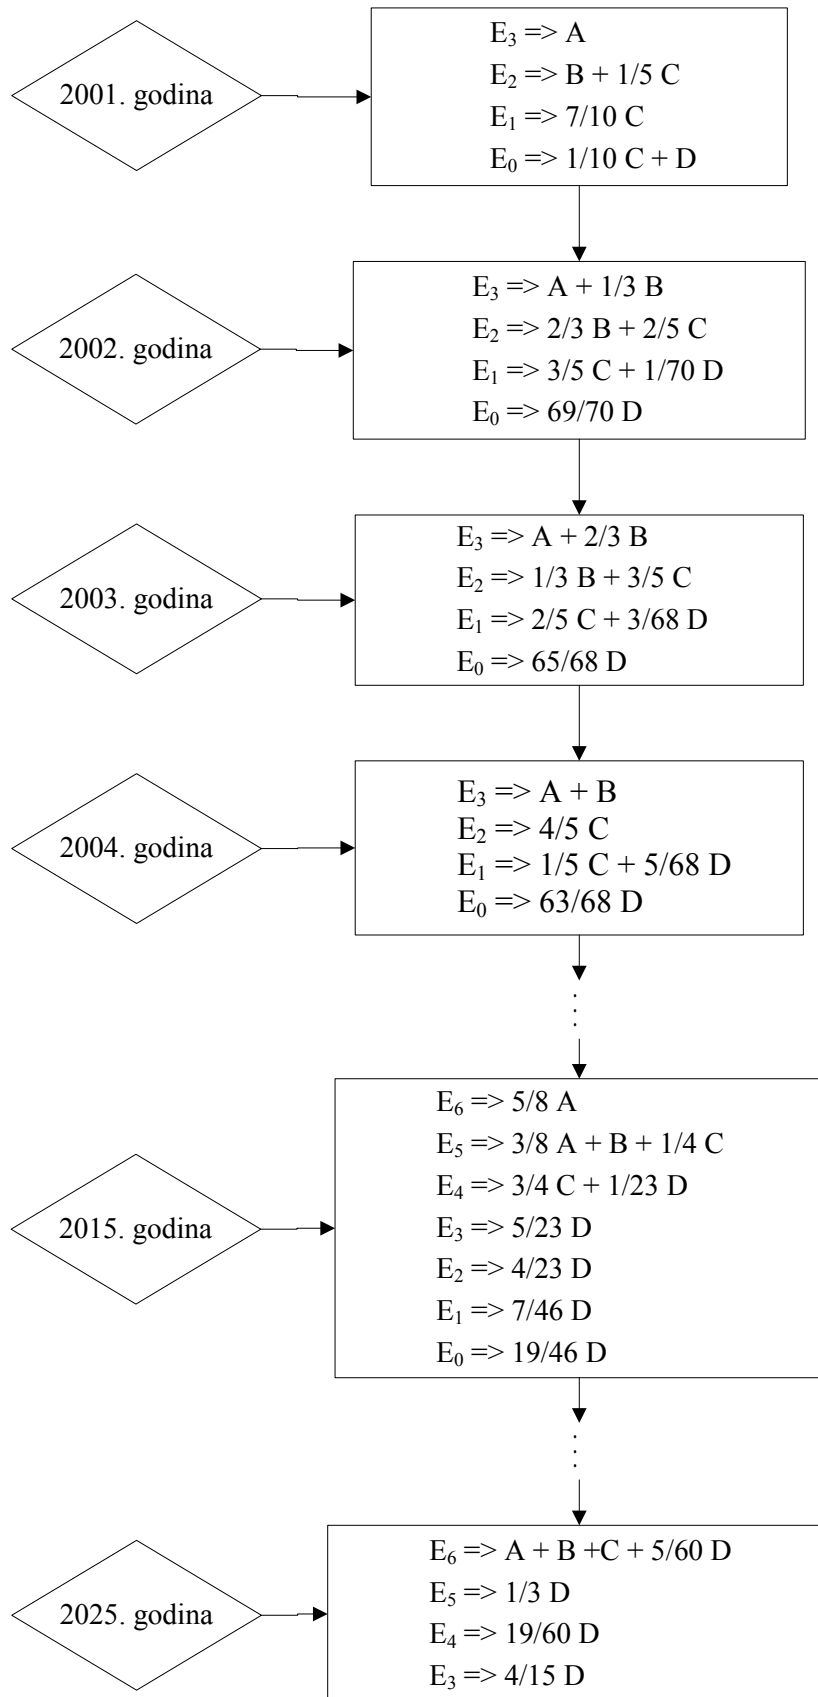 2001. godina
E₃ => A
E₂ => B + 1/5 C
E₁ => 7/10 C
E₀ => 1/10 C + D
2002. godina
E₃ => A + 1/3 B
E₂ => 2/3 B + 2/5 C
E₁ => 3/5 C + 1/70 D
E₀ => 69/70 D
2003. godina
E₃ => A + 2/3 B
E₂ => 1/3 B + 3/5 C
E₁ => 2/5 C + 3/68 D
E₀ => 65/68 D
2004. godina
E₃ => A + B
E₂ => 4/5 C
E₁ => 1/5 C + 5/68 D
E₀ => 63/68 D
2015. godina
E₆ => 5/8 A
E₅ => 3/8 A + B + 1/4 C
E₄ => 3/4 C + 1/23 D
E₃ => 5/23 D
E₂ => 4/23 D
E₁ => 7/46 D
E₀ => 19/46 D
2025. godina
E₆ => A + B +C + 5/60 D
E₅ => 1/3 D
E₄ => 19/60 D
E₃ => 4/15 D